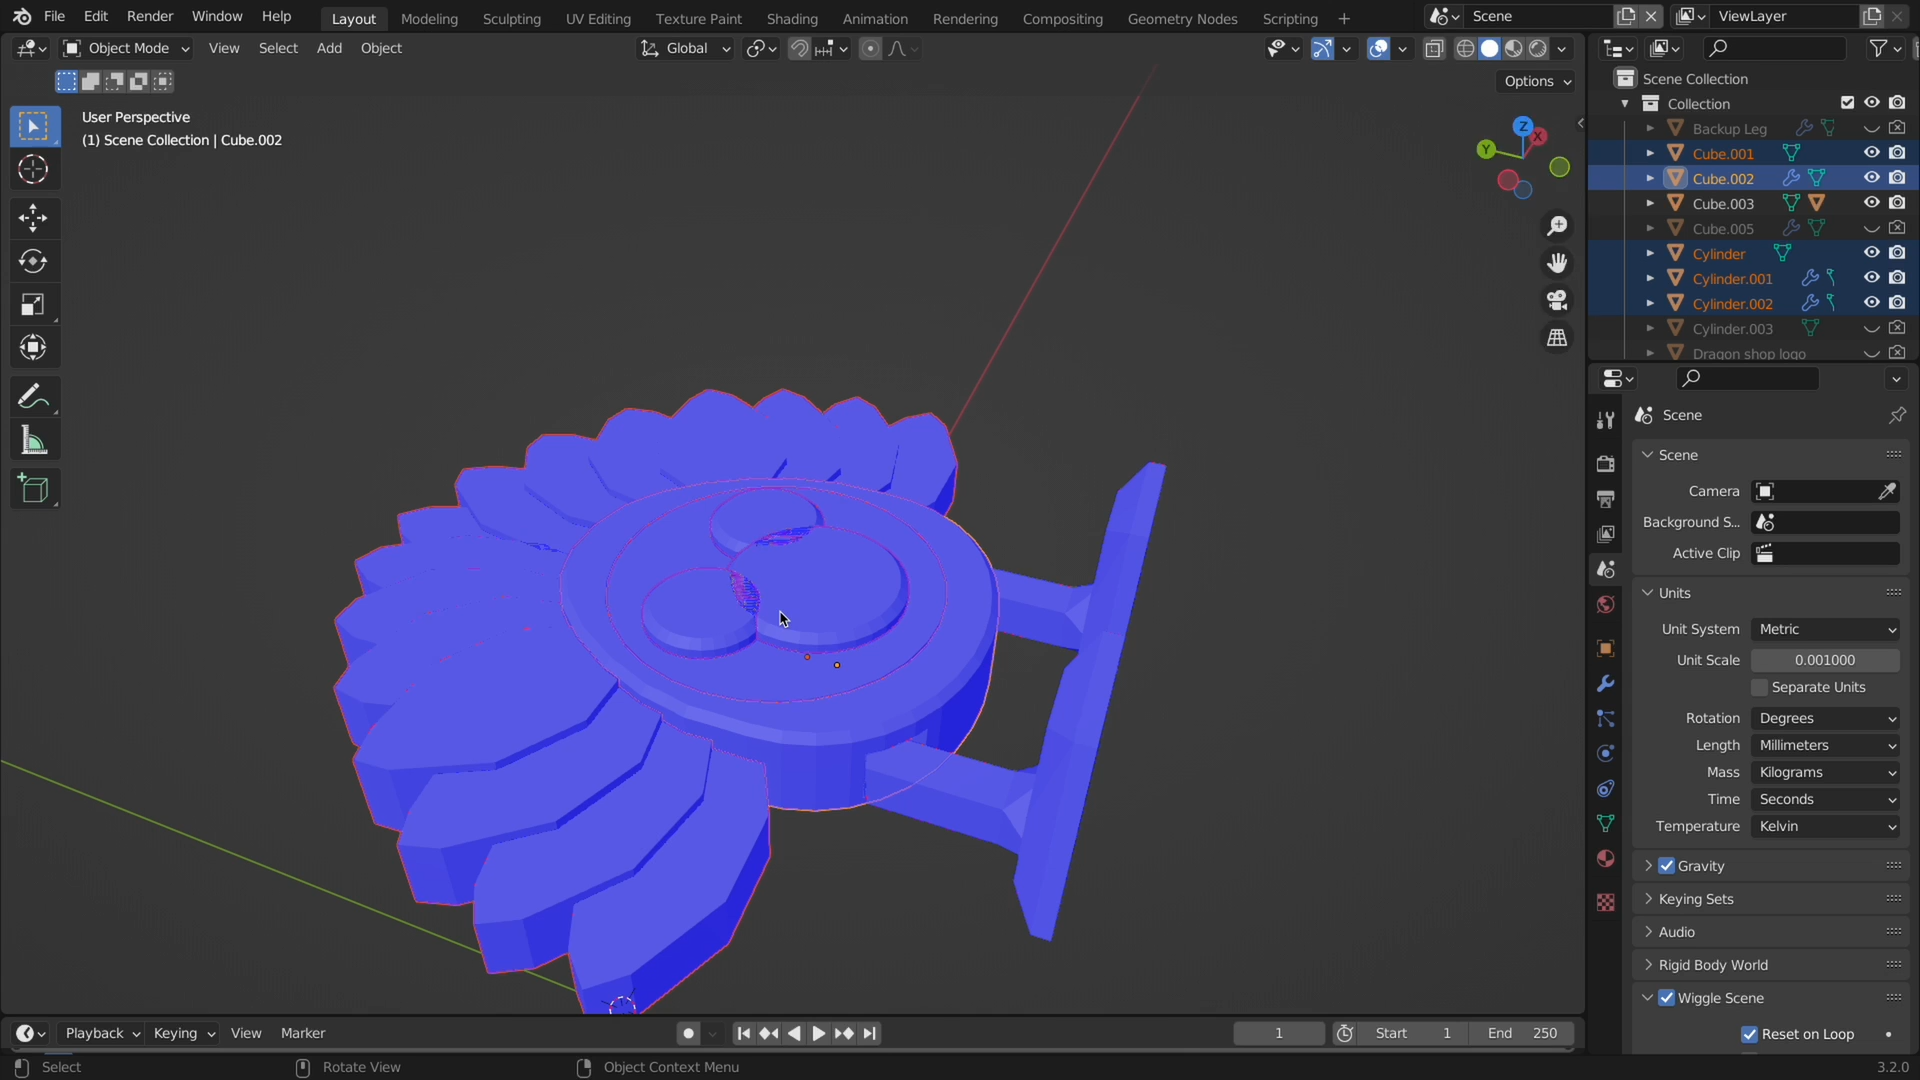 File Edit Render Window Help Layout Modeling Sculpting UV Editing Texture Paint Shading Animation Rendering Compositing Geometry Nodes Scripting + Scene ViewLayer
Object Mode View Select Add Object Global
Options
User Perspective
(1) Scene Collection | Cube.002
Z
X
Y
Scene Collection
Collection
Backup Leg
Cube.001
Cube.002
Cube.003
Cube.005
Cylinder
Cylinder.001
Cylinder.002
Cylinder.003
Dragon shop logo
Scene
Scene
Camera
Background S...
Active Clip
Units
Unit System Metric
Unit Scale 0.001000
Separate Units
Rotation Degrees
Length Millimeters
Mass Kilograms
Time Seconds
Temperature Kelvin
Gravity
Keying Sets
Audio
Rigid Body World
Wiggle Scene
Reset on Loop
Playback Keying View Marker 1 Start 1 End 250
Select Rotate View Object Context Menu 3.2.0